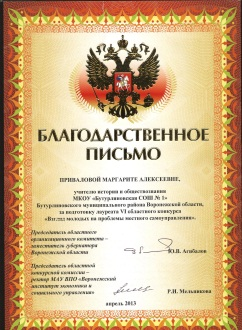 БЛАГОДАРСТВЕННОЕ
ПИСЬМО
ПРИВАЛОВОЙ МАРГАРИТЕ АЛЕКСЕЕВНЕ,
учителю истории и обществознания
МКОУ «Бутурлиновская СОШ № 1»
Бутурлиновского муниципального района Воронежской области,
за подготовку лауреата VI областного конкурса
«Взгляд молодых на проблемы местного самоуправления».
Председатель областного
организационного комитета –
заместитель губернатора
Воронежской области
Ю.В. Агибалов
Председатель областной
конкурсной комиссии –
ректор МАУ ВПО «Воронежский
институт экономики и
социального управления»
Р.И. Мельникова
апрель 2013